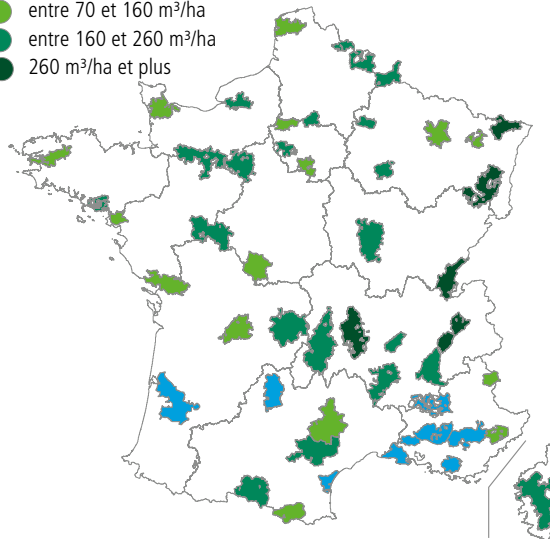 entre 70 et 160 m³/ha
entre 160 et 260 m³/ha
260 m³/ha et plus